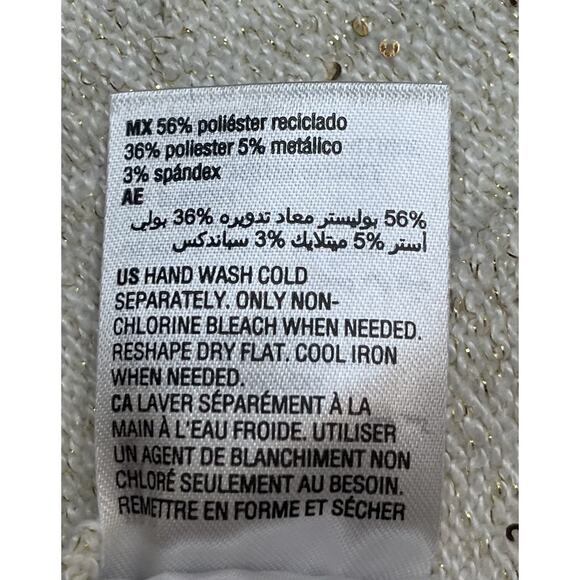 MX 56% poliéster reciclado
36% poliester 5% metálico
3% spándex
AE
56% بوليستر معاد تدويره 36% بولي
أستر 5% ميتلايك 3% سباندكس
US HAND WASH COLD
SEPARATELY. ONLY NON-
CHLORINE BLEACH WHEN NEEDED.
RESHAPE DRY FLAT. COOL IRON
WHEN NEEDED.
CA LAVER SÉPARÉMENT À LA
MAIN À L'EAU FROIDE. UTILISER
UN AGENT DE BLANCHIMENT NON
CHLORÉ SEULEMENT AU BESOIN.
REMETTRE EN FORME ET SÉCHER